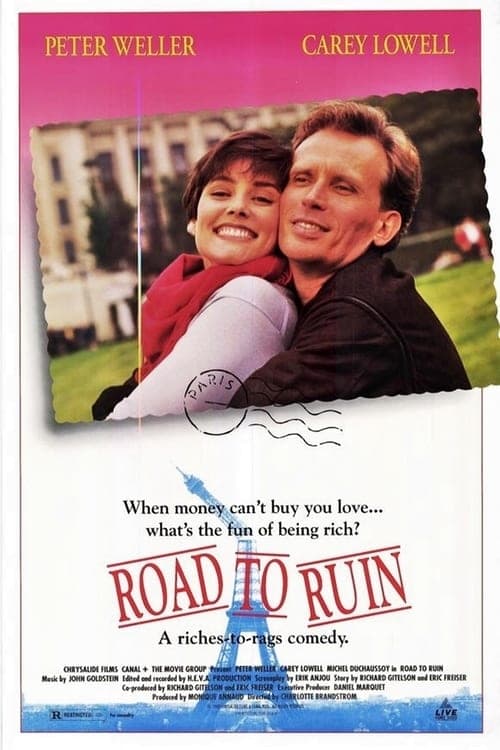 PETER WELLER CAREY LOWELL
PARIS
When money can't buy you love...
what's the fun of being rich?
ROAD TO RUIN
A riches-to-rags comedy.
CHRYSALIDE FILMS CANAL + THE MOVIE GROUP Present PETER WELLER CAREY LOWELL MICHEL DUCHAUSSOY in ROAD TO RUIN
Music by JOHN GOLDSTEIN Edited and recorded by H.E.V.A. PRODUCTION Screenplay by ERIK ANJOU Story by RICHARD GITELSON and ERIC FREISER
Co-produced by RICHARD GITELSON and ERIC FREISER Executive Producer DANIEL MARQUET
Produced by MONIQUE ANNAUD Directed by CHARLOTTE BRANDSTROM
R RESTRICTED
LIVE